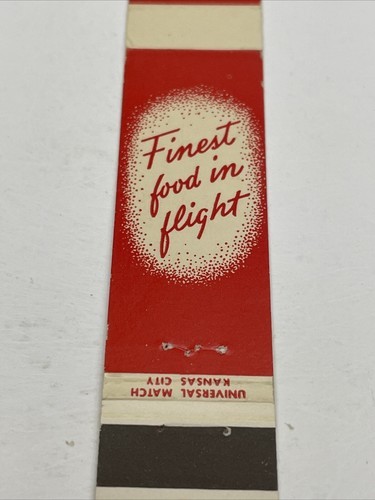 Finest
food in
flight
UNIVERSAL MATCH
KANSAS CITY